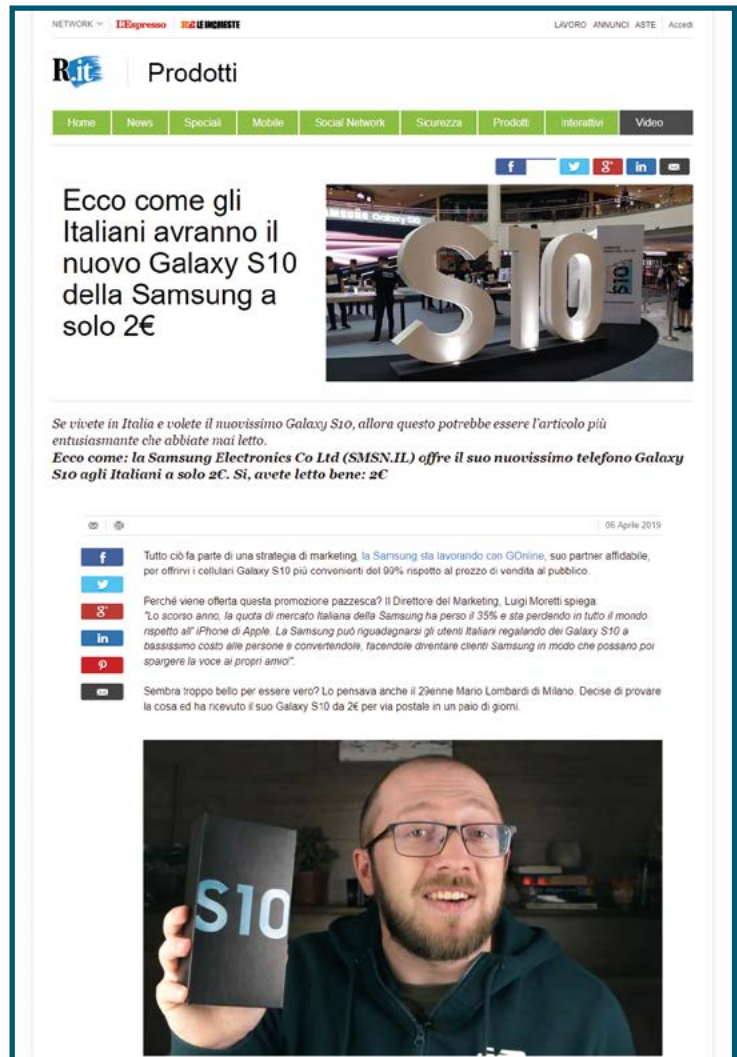 NETWORK L'Espresso RE LE INCHIESTE LAVORO ANNUNCI ASTE Accedi
R.it Prodotti
Home News Speciali Mobile Social Network Sicurezza Prodotti Interattivi Video
f g+ in
Ecco come gli
Italiani avranno il
nuovo Galaxy S10
della Samsung a
solo 2€
SAMSUNG Galaxy S10
S10
S10
Se vivete in Italia e volete il nuovissimo Galaxy S10, allora questo potrebbe essere l'articolo più
entusiasmante che abbiate mai letto.
Ecco come: la Samsung Electronics Co Ltd (SMSN.IL) offre il suo nuovissimo telefono Galaxy
S10 agli Italiani a solo 2€. Si, avete letto bene: 2€
06 Aprile 2019
f
g+
in
Tutto ciò fa parte di una strategia di marketing, la Samsung sta lavorando con GOnline, suo partner affidabile,
por offrirvi i cellulari Galaxy S10 più convenienti del 99% rispetto al prezzo di vendita al pubblico.
Perché viene offerta questa promozione pazzesca? Il Direttore del Marketing, Luigi Moretti spiega:
"Lo scorso anno, la quota di mercato Italiana della Samsung ha perso il 35% e sta perdendo in tutto il mondo
rispetto all' iPhone di Apple. La Samsung può riguadagnarsi gli utenti Italiani regalando dei Galaxy S10 a
bassissimo costo alle persone e convertendole, facendole diventare clienti Samsung in modo che possano poi
spargere la voce ai propri amici".
Sembra troppo bello per essere vero? Lo pensava anche il 29enne Mario Lombardi di Milano. Decise di provare
la cosa ed ha ricevuto il suo Galaxy S10 da 2€ per via postale in un paio di giorni.
S10